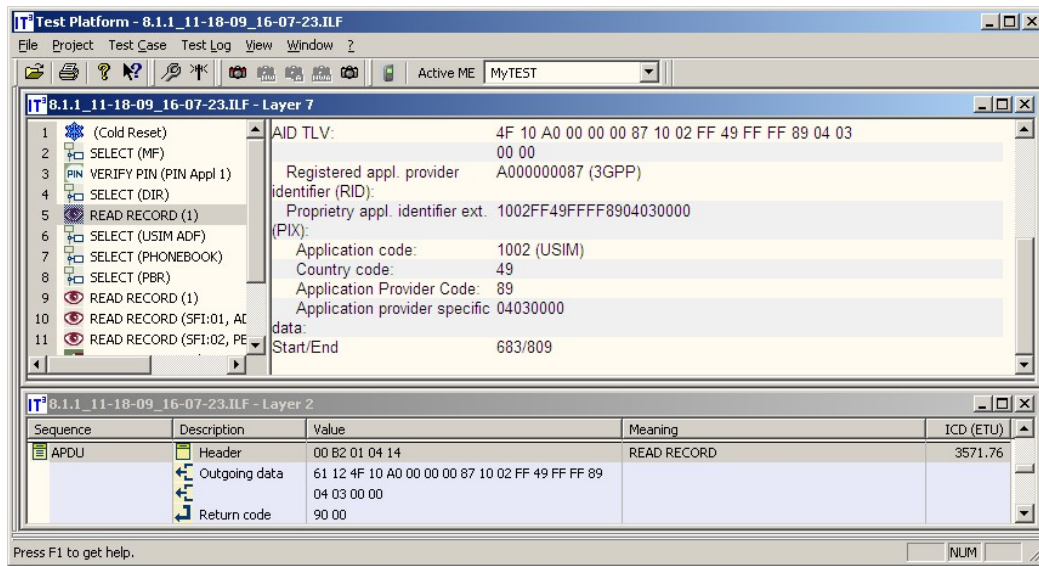 IT³ Test Platform - 8.1.1_11-18-09_16-07-23.ILF
File Project Test Case Test Log View Window ?
Active ME MyTEST
IT³ 8.1.1_11-18-09_16-07-23.ILF - Layer 7
1 (Cold Reset)
2 SELECT (MF)
3 PIN VERIFY PIN (PIN Appl 1)
4 SELECT (DIR)
5 READ RECORD (1)
6 SELECT (USIM ADF)
7 SELECT (PHONEBOOK)
8 SELECT (PBR)
9 READ RECORD (1)
10 READ RECORD (SFI:01, AD
11 READ RECORD (SFI:02, PE
AID TLV: 4F 10 A0 00 00 00 87 10 02 FF 49 FF FF 89 04 03
00 00
Registered appl. provider A000000087 (3GPP)
identifier (RID):
Proprietry appl. identifier ext. 1002FF49FFFF8904030000
(PIX):
Application code: 1002 (USIM)
Country code: 49
Application Provider Code: 89
Application provider specific 04030000
data:
Start/End 683/809
IT³ 8.1.1_11-18-09_16-07-23.ILF - Layer 2
Sequence Description Value Meaning ICD (ETU)
APDU Header 00 B2 01 04 14 READ RECORD 3571.76
Outgoing data 61 12 4F 10 A0 00 00 00 87 10 02 FF 49 FF FF 89
04 03 00 00
Return code 90 00
Press F1 to get help. NUM